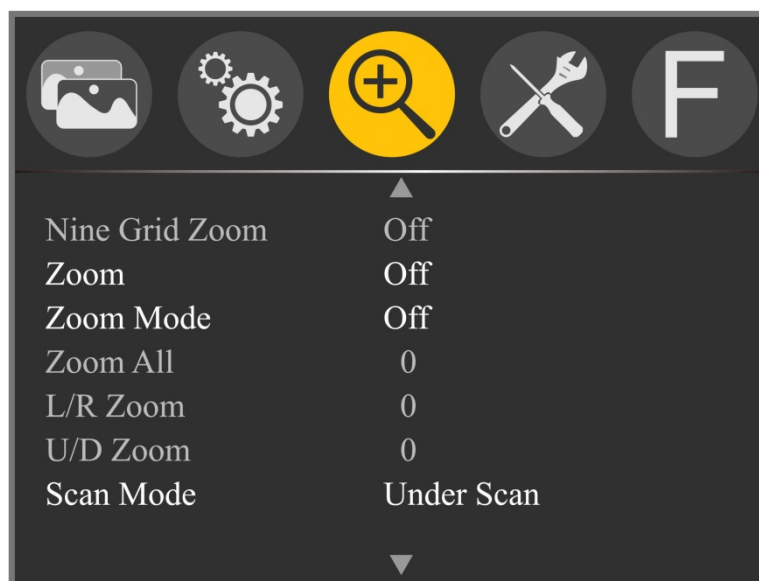 F
Nine Grid Zoom Off
Zoom Off
Zoom Mode Off
Zoom All 0
L/R Zoom 0
U/D Zoom 0
Scan Mode Under Scan